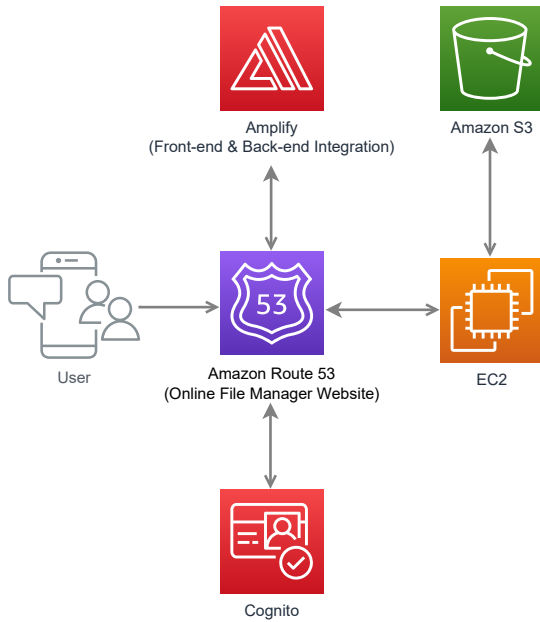 Amplify
(Front-end & Back-end Integration)
Amazon S3
53
User
Amazon Route 53
(Online File Manager Website)
EC2
Cognito